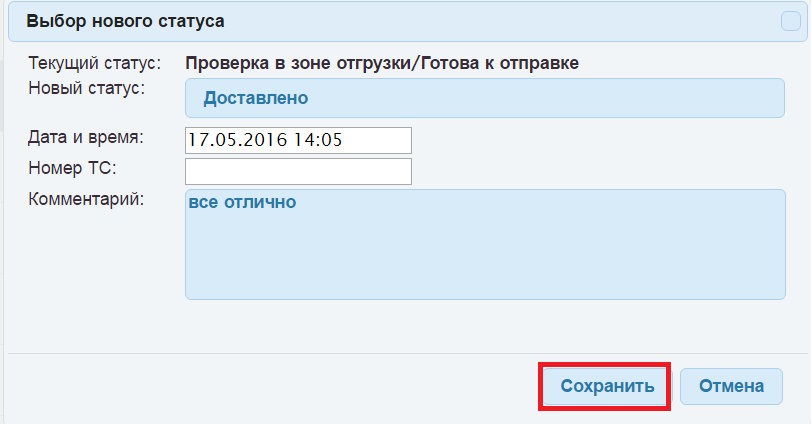 Выбор нового статуса
Текущий статус: Проверка в зоне отгрузки/Готова к отправке
Новый статус: Доставлено
Дата и время: 17.05.2016 14:05
Номер ТС:
Комментарий: все отлично
Сохранить Отмена